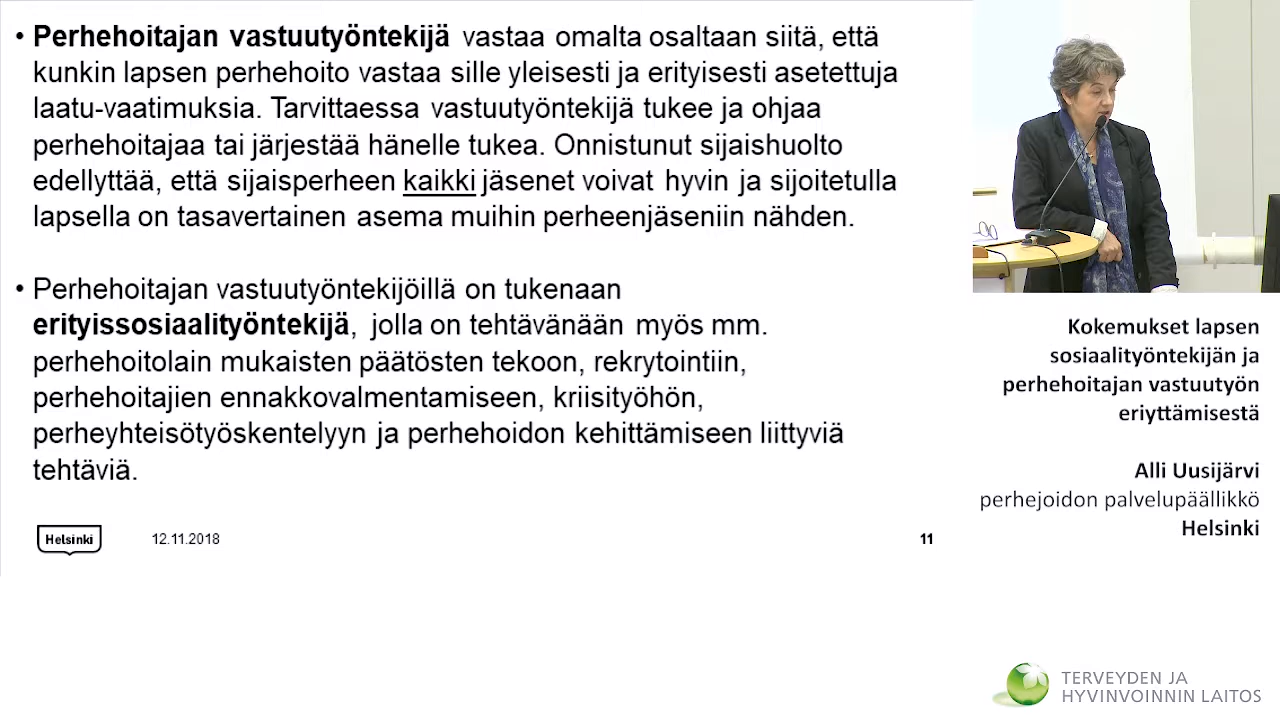 • Perhehoitajan vastuutyöntekijä vastaa omalta osaltaan siitä, että
kunkin lapsen perhehoito vastaa sille yleisesti ja erityisesti asetettuja
laatu-vaatimuksia. Tarvittaessa vastuutyöntekijä tukee ja ohjaa
perhehoitajaa tai järjestää hänelle tukea. Onnistunut sijaishuolto
edellyttää, että sijaisperheen kaikki jäsenet voivat hyvin ja sijoitetulla
lapsella on tasavertainen asema muihin perheenjäseniin nähden.
• Perhehoitajan vastuutyöntekijöillä on tukenaan
erityissosiaalityöntekijä, jolla on tehtävänään myös mm.
perhehoitolain mukaisten päätösten tekoon, rekrytointiin,
perhehoitajien ennakkovalmentamiseen, kriisityöhön,
perheyhteisötyöskentelyyn ja perhehoidon kehittämiseen liittyviä
tehtäviä.
Helsinki
12.11.2018
11
Kokemukset lapsen
sosiaalityöntekijän ja
perhehoitajan vastuutyön
eriyttämisestä
Alli Uusijärvi
perhejoidon palvelupäällikkö
Helsinki
TERVEYDEN JA
HYVINVOINNIN LAITOS